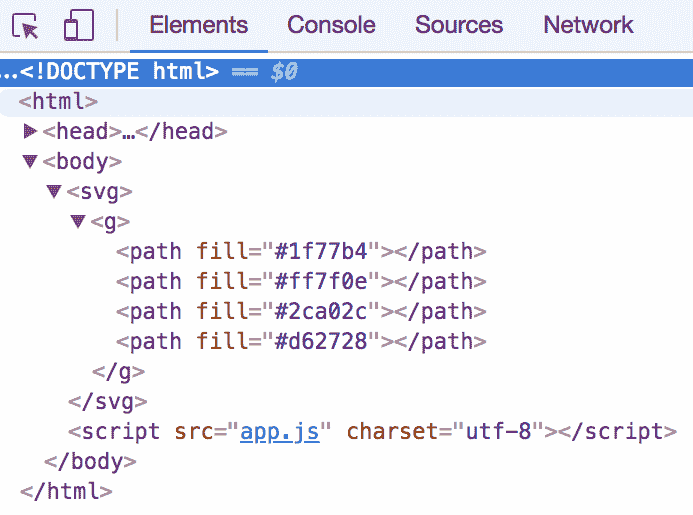 Elements Console Sources Network
…<!DOCTYPE html> == $0
<html>
<head>…</head>
<body>
<svg>
<g>
<path fill="#1f77b4"></path>
<path fill="#ff7f0e"></path>
<path fill="#2ca02c"></path>
<path fill="#d62728"></path>
</g>
</svg>
<script src="app.js" charset="utf-8"></script>
</body>
</html>